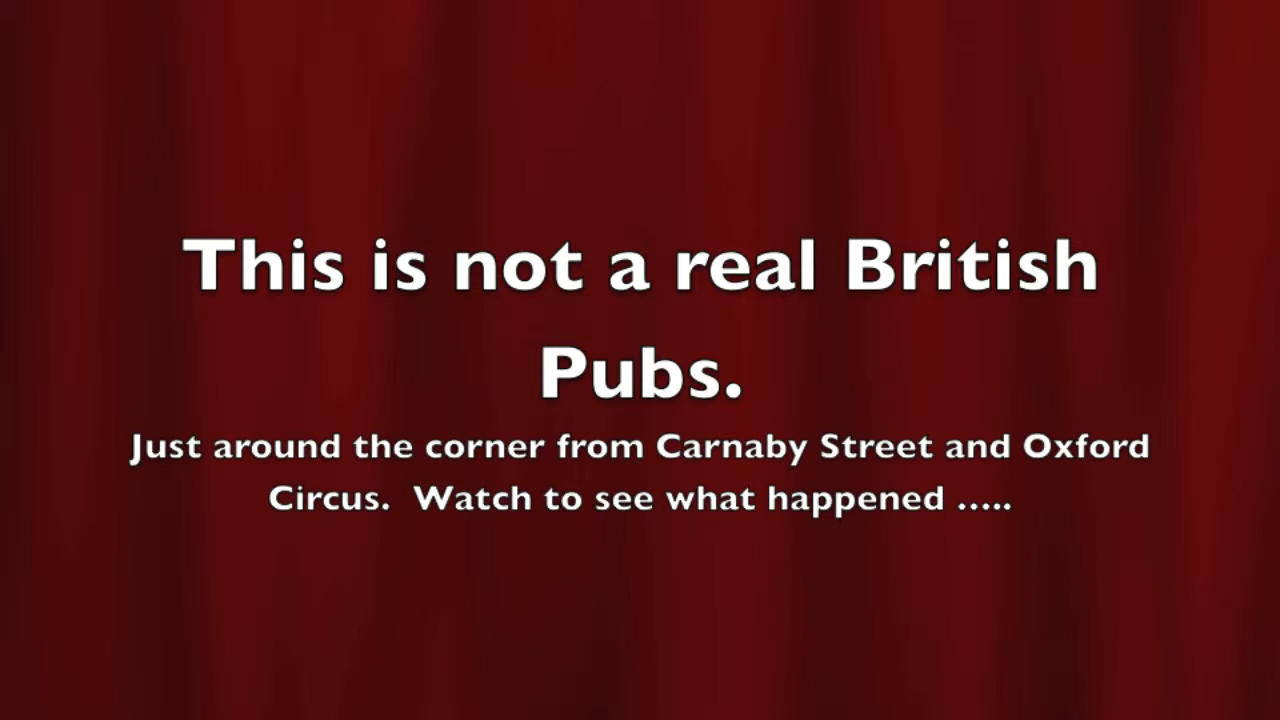 This is not a real British
Pubs.
Just around the corner from Carnaby Street and Oxford
Circus.  Watch to see what happened .....